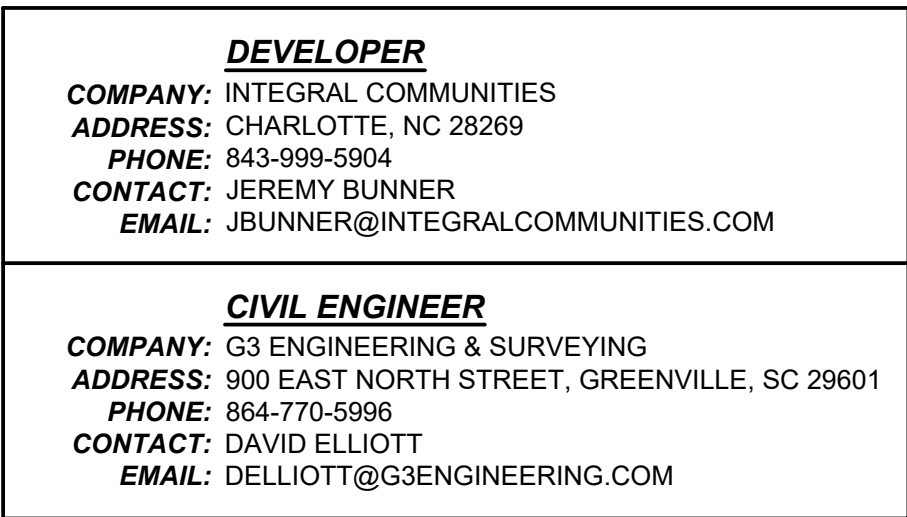 DEVELOPER
COMPANY: INTEGRAL COMMUNITIES
ADDRESS: CHARLOTTE, NC 28269
PHONE: 843-999-5904
CONTACT: JEREMY BUNNER
EMAIL: JBUNNER@INTEGRALCOMMUNITIES.COM
CIVIL ENGINEER
COMPANY: G3 ENGINEERING & SURVEYING
ADDRESS: 900 EAST NORTH STREET, GREENVILLE, SC 29601
PHONE: 864-770-5996
CONTACT: DAVID ELLIOTT
EMAIL: DELLIOTT@G3ENGINEERING.COM